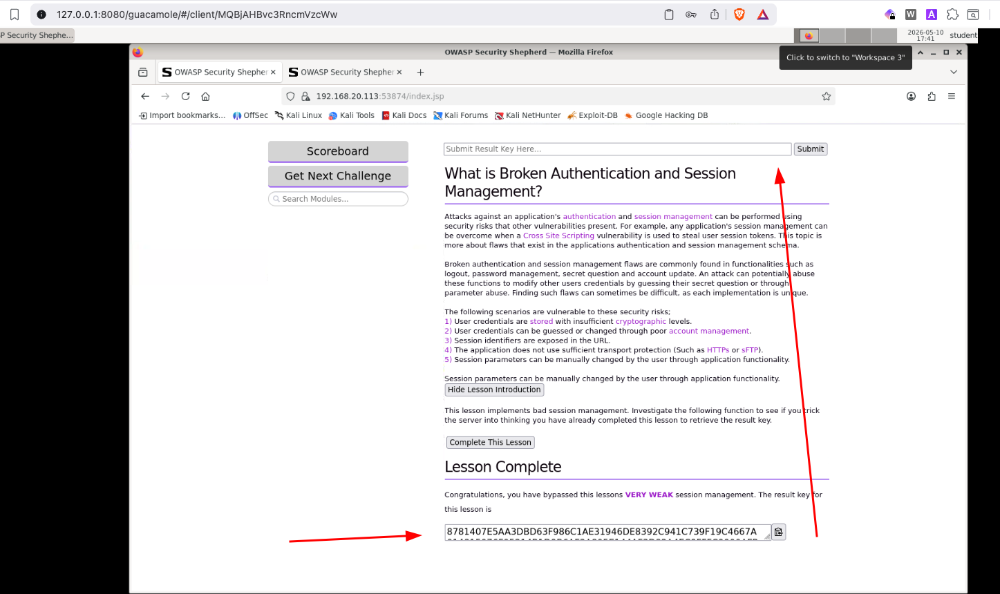 127.0.0.1:8080/guacamole/#/client/MQBjAHBvc3RncmVzcWw
P Security Shephe...
2026-05-10
17:41
student
OWASP Security Shepherd — Mozilla Firefox
Click to switch to "Workspace 3"
OWASP Security Shepher
OWASP Security Shepher
192.168.20.113:53874/index.jsp
Import bookmarks...
OffSec
Kali Linux
Kali Tools
Kali Docs
Kali Forums
Kali NetHunter
Exploit-DB
Google Hacking DB
Scoreboard
Get Next Challenge
Search Modules...
Submit Result Key Here...
Submit
What is Broken Authentication and Session
Management?
Attacks against an application's authentication and session management can be performed using
security risks that other vulnerabilities present. For example, any application's session management can
be overcome when a Cross Site Scripting vulnerability is used to steal user session tokens. This topic is
more about flaws that exist in the applications authentication and session management schema.
Broken authentication and session management flaws are commonly found in functionalities such as
logout, password management, secret question and account update. An attack can potentially abuse
these functions to modify other users credentials by guessing their secret question or through
parameter abuse. Finding such flaws can sometimes be difficult, as each implementation is unique.
The following scenarios are vulnerable to these security risks;
1) User credentials are stored with insufficient cryptographic levels.
2) User credentials can be guessed or changed through poor account management.
3) Session identifiers are exposed in the URL.
4) The application does not use sufficient transport protection (Such as HTTPs or sFTP).
5) Session parameters can be manually changed by the user through application functionality.
Session parameters can be manually changed by the user through application functionality.
Hide Lesson Introduction
This lesson implements bad session management. Investigate the following function to see if you trick
the server into thinking you have already completed this lesson to retrieve the result key.
Complete This Lesson
Lesson Complete
Congratulations, you have bypassed this lessons VERY WEAK session management. The result key for
this lesson is
8781407E5AA3DBD63F986C1AE31946DE8392C941C739F19C4667A